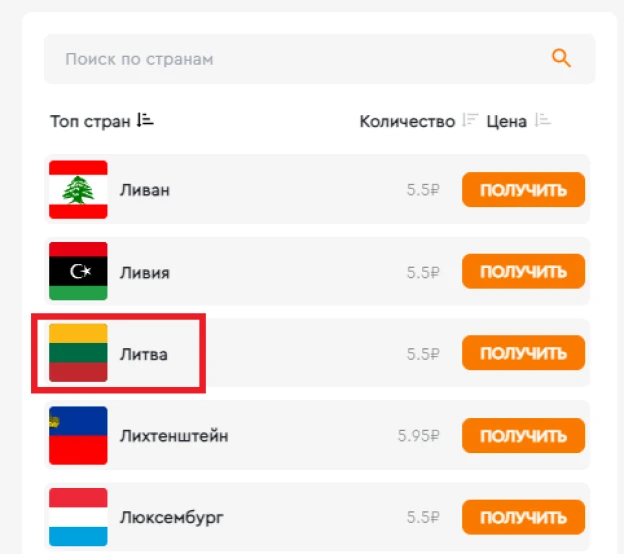 Поиск по странам
Топ стран Количество Цена
Ливан 5.5₽ ПОЛУЧИТЬ
Ливия 5.5₽ ПОЛУЧИТЬ
Литва 5.5₽ ПОЛУЧИТЬ
Лихтенштейн 5.95₽ ПОЛУЧИТЬ
Люксембург 5.5₽ ПОЛУЧИТЬ